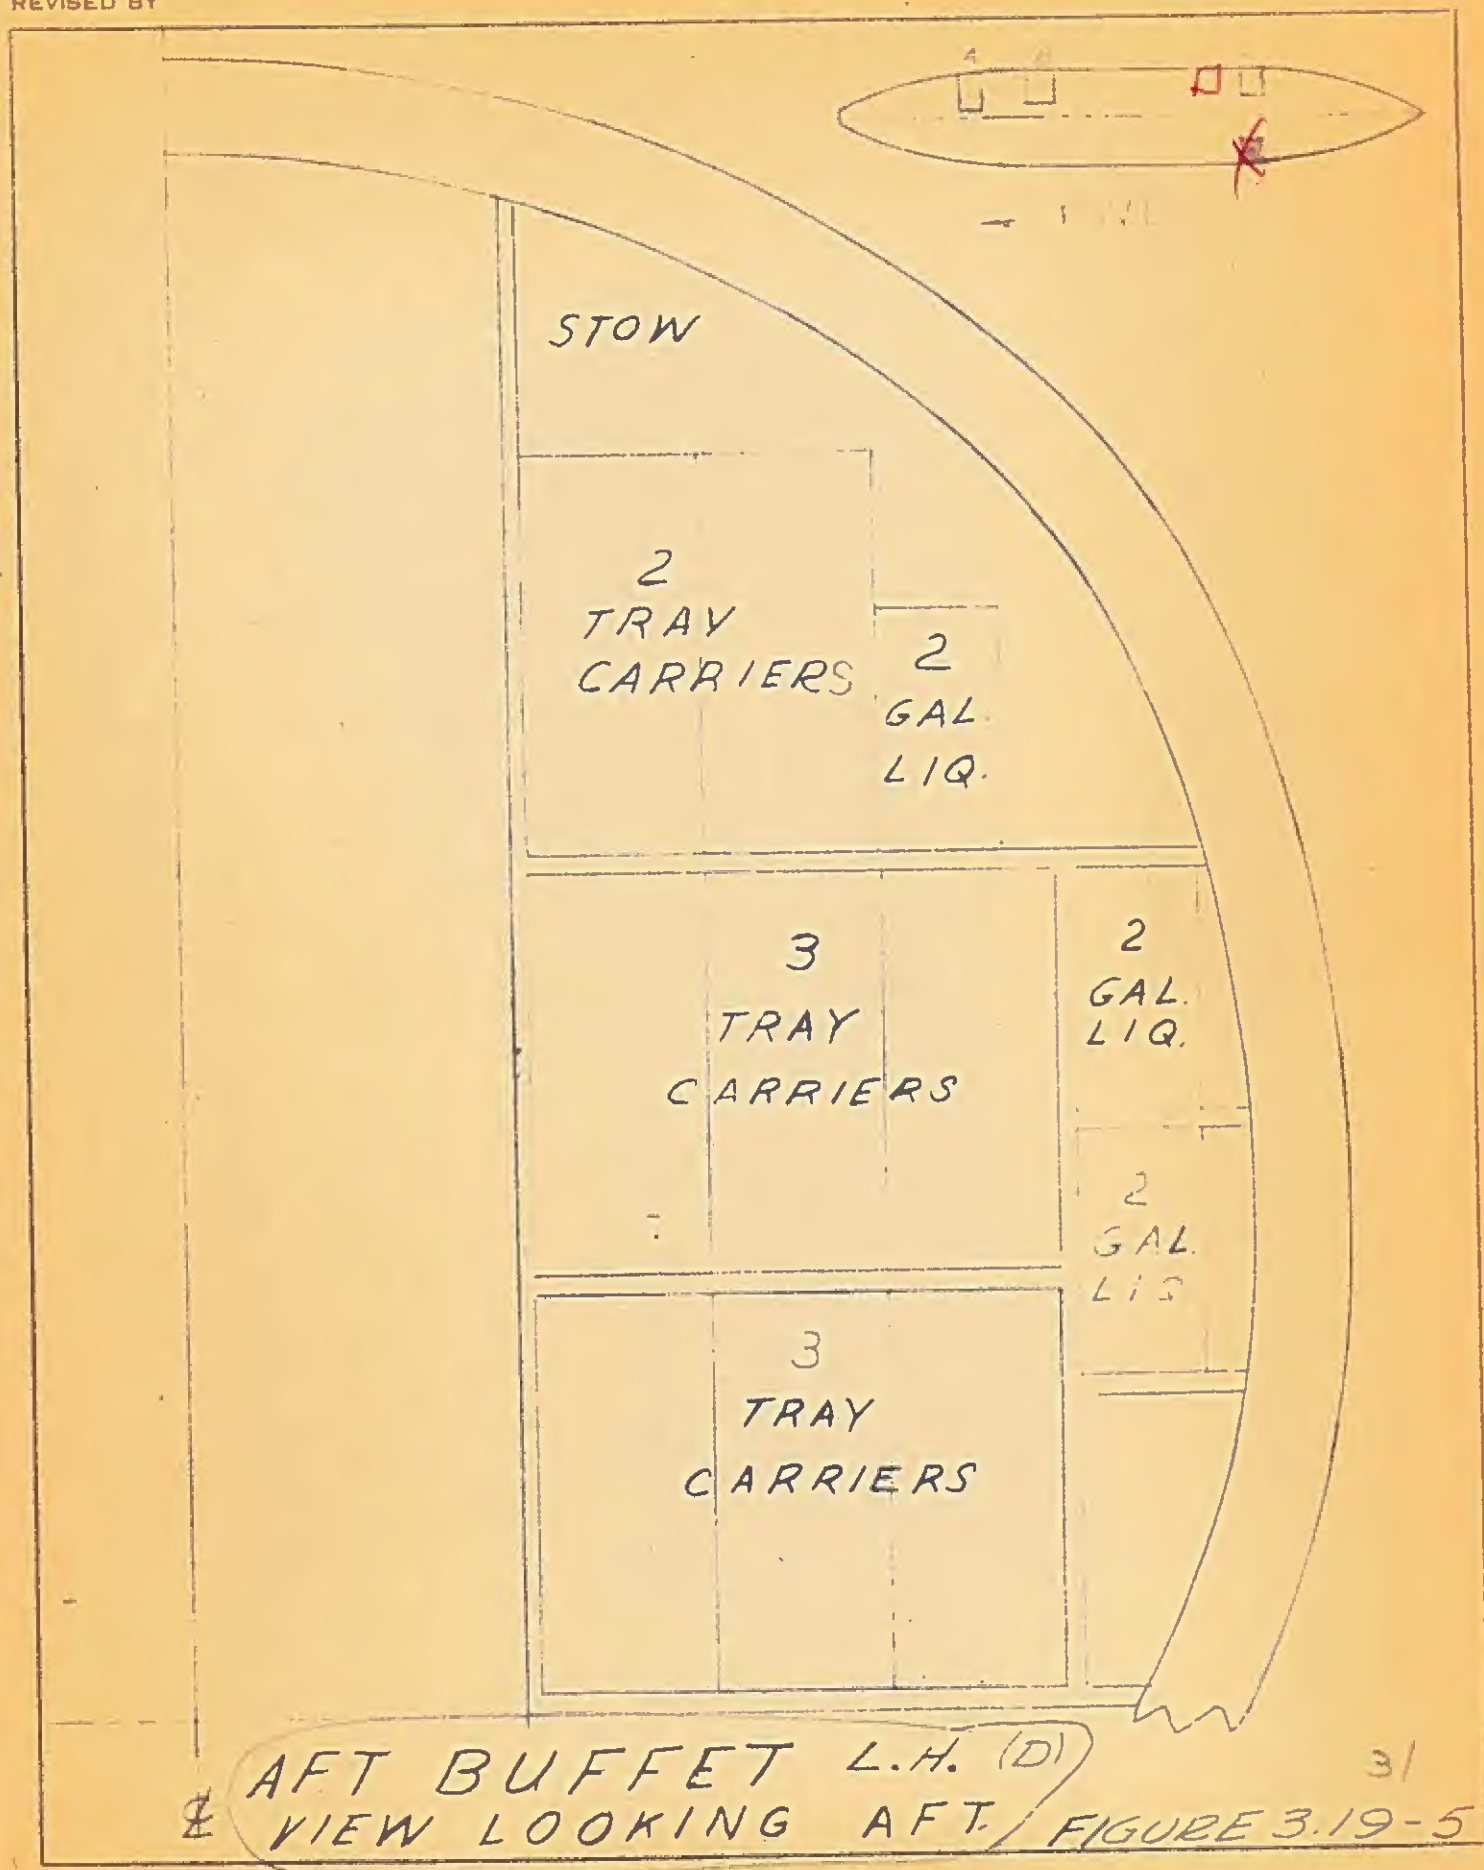 REVISED BY
A
STOW
2
TRAY
CARRIERS
2
GAL.
LIQ.
3
TRAY
CARRIERS
2
GAL.
LIQ.
2
GAL.
LIQ
3
TRAY
CARRIERS
AFT BUFFET L.H. (D)
VIEW LOOKING AFT.
31
FIGURE 3.19-5